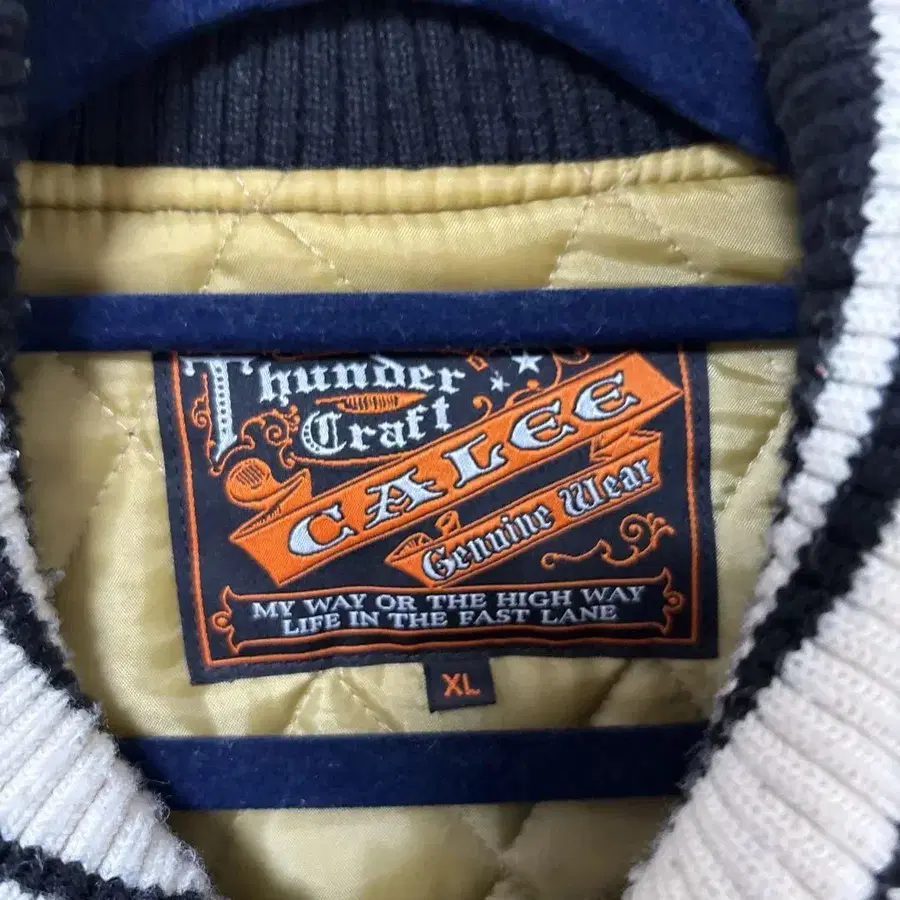 Thunder
Craft
CALEE
Genuine Wear
MY WAY OR THE HIGH WAY
LIFE IN THE FAST LANE
XL